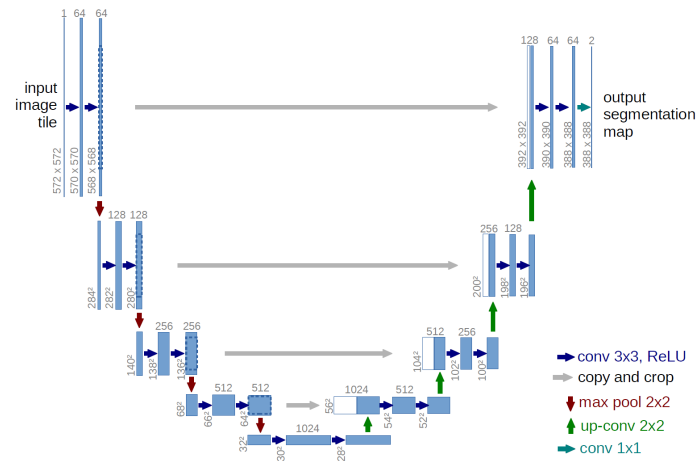 1 64 64
128 64 64 2
input
image
tile
output
segmentation
map
572 x 572
570 x 570
568 x 568
392 x 392
390 x 390
388 x 388
388 x 388
128 128
256 128
284²
282²
280²
200²
198²
196²
256 256
512 256
140²
138²
136²
104²
102²
100²
512 512
1024 512
68²
66²
64²
56²
54²
52²
1024
32²
30²
28²
conv 3x3, ReLU
copy and crop
max pool 2x2
up-conv 2x2
conv 1x1